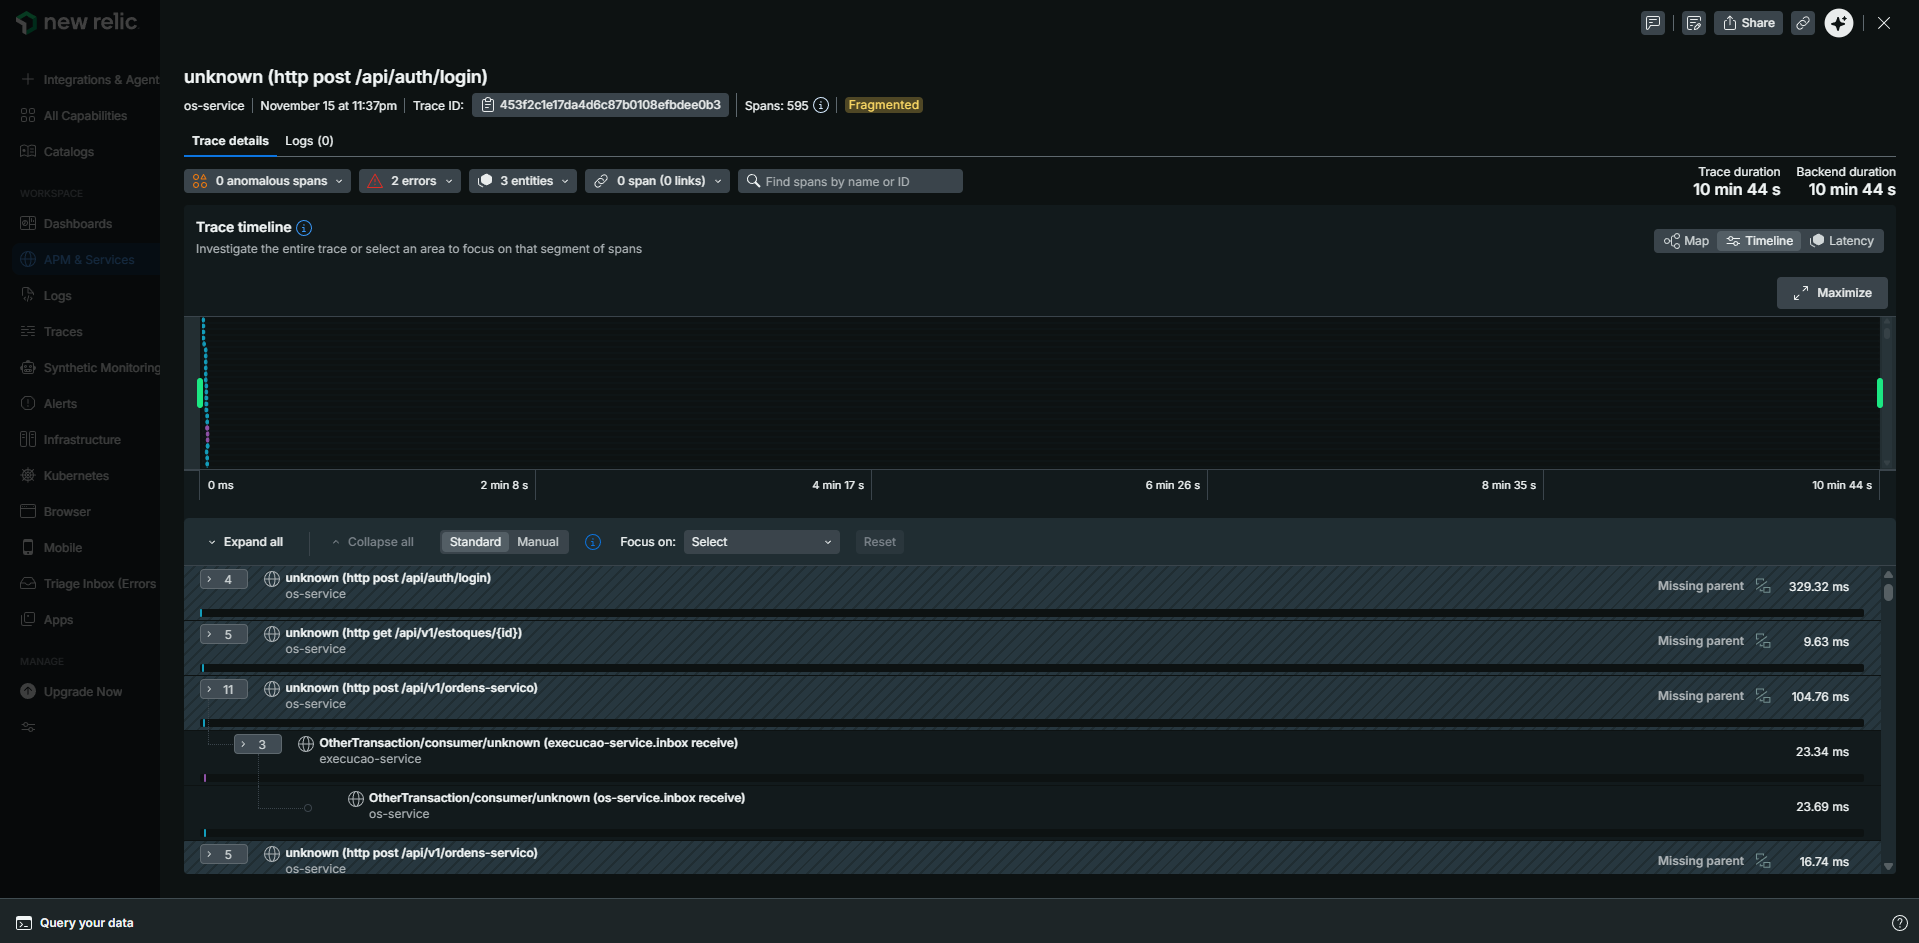 new relic
Share
Integrations & Agent
All Capabilities
Catalogs
WORKSPACE
Dashboards
APM & Services
Logs
Traces
Synthetic Monitoring
Alerts
Infrastructure
Kubernetes
Browser
Mobile
Triage Inbox (Errors
Apps
MANAGE
Upgrade Now
unknown (http post /api/auth/login)
os-service November 15 at 11:37pm Trace ID: 453f2c1e17da4d6c87b0108efbdee0b3 Spans: 595 Fragmented
Trace details Logs (0)
0 anomalous spans 2 errors 3 entities 0 span (0 links) Find spans by name or ID
Trace duration Backend duration
10 min 44 s 10 min 44 s
Trace timeline
Investigate the entire trace or select an area to focus on that segment of spans
Map Timeline Latency
Maximize
0 ms 2 min 8 s 4 min 17 s 6 min 26 s 8 min 35 s 10 min 44 s
Expand all Collapse all Standard Manual Focus on: Select Reset
4 unknown (http post /api/auth/login) Missing parent 329.32 ms
os-service
5 unknown (http get /api/v1/estoques/{id}) Missing parent 9.63 ms
os-service
11 unknown (http post /api/v1/ordens-servico) Missing parent 104.76 ms
os-service
3 OtherTransaction/consumer/unknown (execucao-service.inbox receive) 23.34 ms
execucao-service
OtherTransaction/consumer/unknown (os-service.inbox receive) 23.69 ms
os-service
5 unknown (http post /api/v1/ordens-servico) Missing parent 16.74 ms
os-service
Query your data